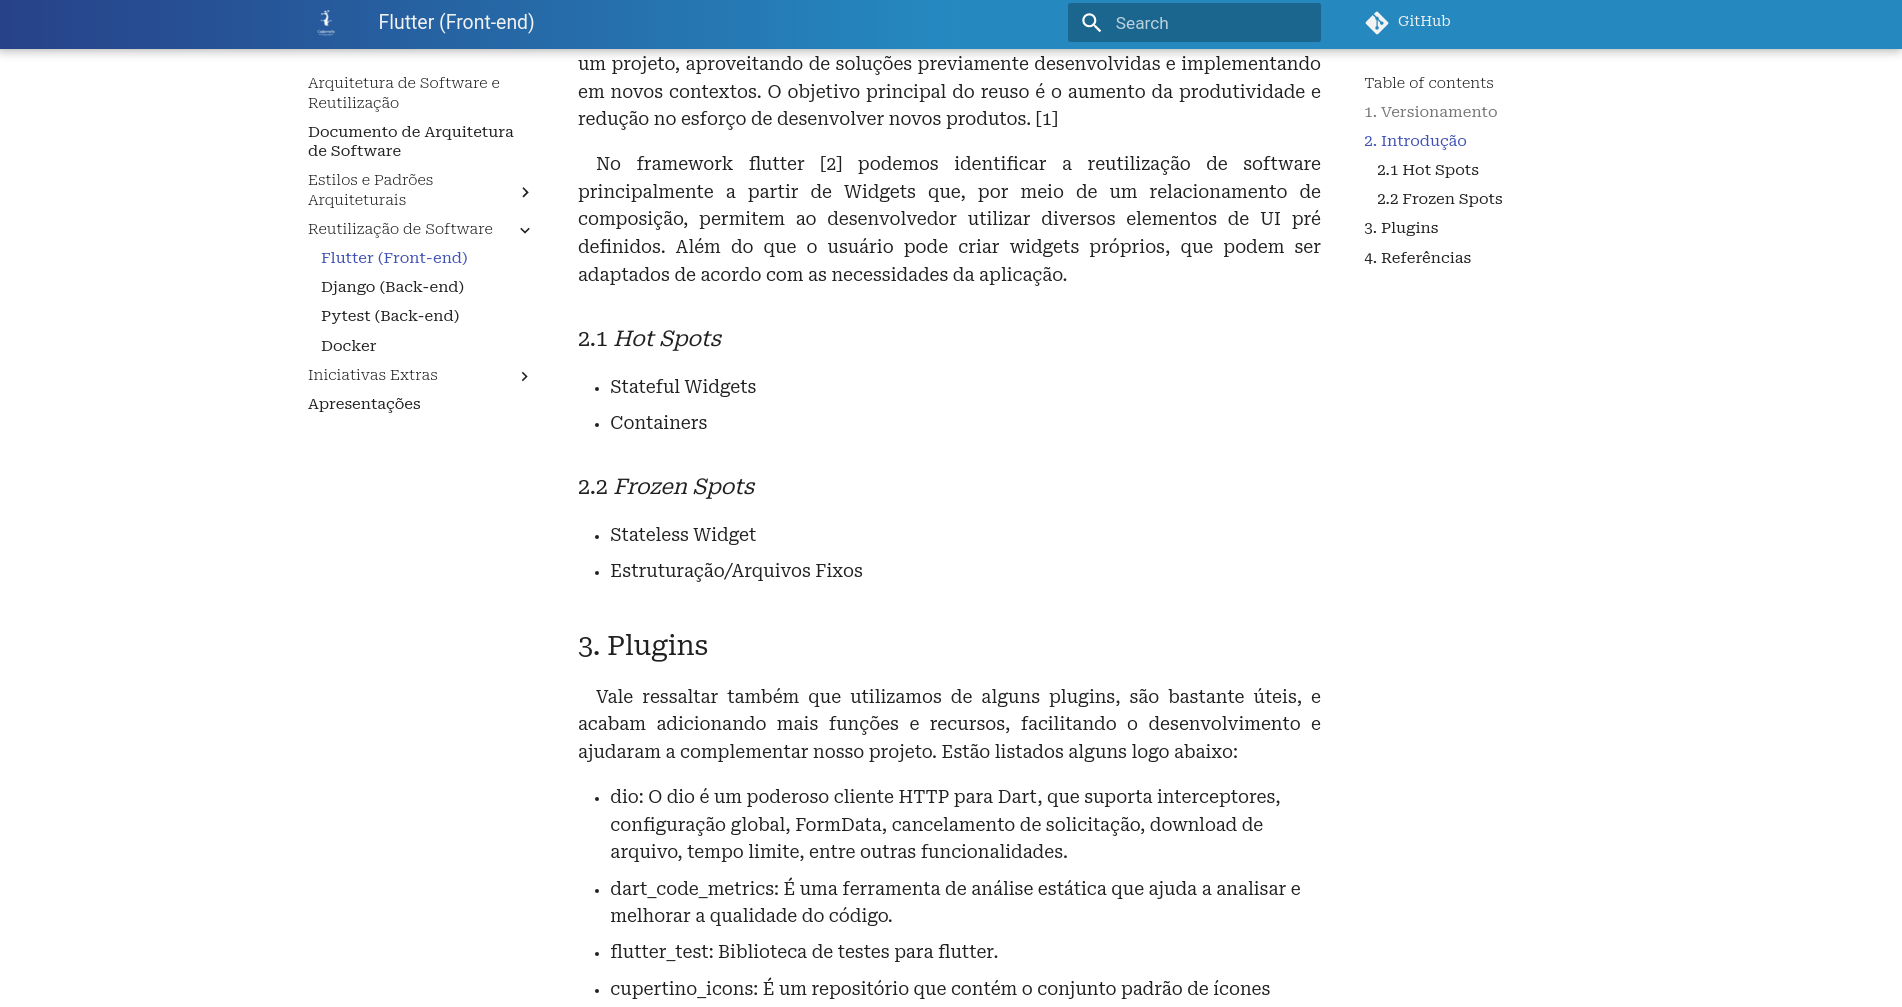 Flutter (Front-end)
Search
GitHub
Arquitetura de Software e
Reutilização
Documento de Arquitetura
de Software
Estilos e Padrões
Arquiteturais
Reutilização de Software
Flutter (Front-end)
Django (Back-end)
Pytest (Back-end)
Docker
Iniciativas Extras
Apresentações
um projeto, aproveitando de soluções previamente desenvolvidas e implementando
em novos contextos. O objetivo principal do reuso é o aumento da produtividade e
redução no esforço de desenvolver novos produtos. [1]
No framework flutter [2] podemos identificar a reutilização de software
principalmente a partir de Widgets que, por meio de um relacionamento de
composição, permitem ao desenvolvedor utilizar diversos elementos de UI pré
definidos. Além do que o usuário pode criar widgets próprios, que podem ser
adaptados de acordo com as necessidades da aplicação.
2.1 Hot Spots
• Stateful Widgets
• Containers
2.2 Frozen Spots
• Stateless Widget
• Estruturação/Arquivos Fixos
3. Plugins
Vale ressaltar também que utilizamos de alguns plugins, são bastante úteis, e
acabam adicionando mais funções e recursos, facilitando o desenvolvimento e
ajudaram a complementar nosso projeto. Estão listados alguns logo abaixo:
• dio: O dio é um poderoso cliente HTTP para Dart, que suporta interceptores,
configuração global, FormData, cancelamento de solicitação, download de
arquivo, tempo limite, entre outras funcionalidades.
• dart_code_metrics: É uma ferramenta de análise estática que ajuda a analisar e
melhorar a qualidade do código.
• flutter_test: Biblioteca de testes para flutter.
• cupertino_icons: É um repositório que contém o conjunto padrão de ícones
Table of contents
1. Versionamento
2. Introdução
2.1 Hot Spots
2.2 Frozen Spots
3. Plugins
4. Referências